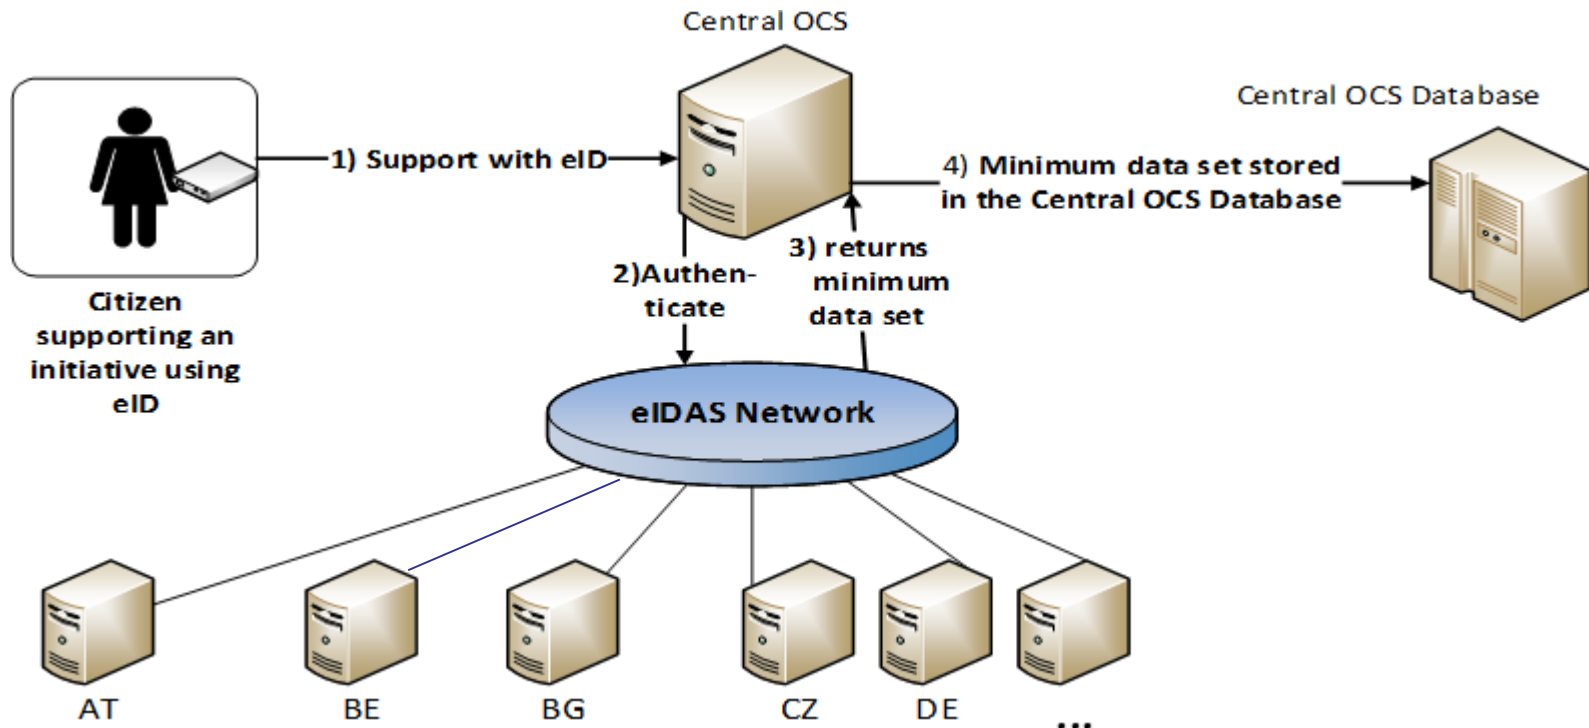 Central OCS
Central OCS Database
1) Support with eID
4) Minimum data set stored
in the Central OCS Database
2)Authen-
ticate
3) returns
minimum
data set
Citizen
supporting an
initiative using
eID
eIDAS Network
AT
BE
BG
CZ
DE
...